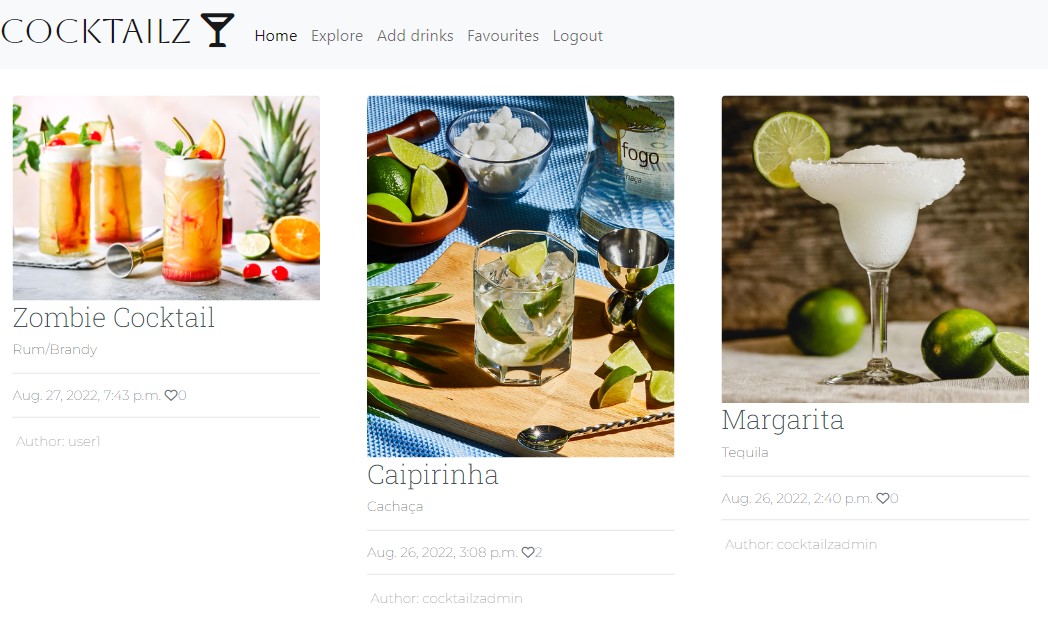 COCKTAILZ
Home Explore Add drinks Favourites Logout
Zombie Cocktail
Rum/Brandy
Aug. 27, 2022, 7:43 p.m. 0
Author: user1
fogo
Caipirinha
Cachaça
Aug. 26, 2022, 3:08 p.m. 2
Author: cocktailzadmin
Margarita
Tequila
Aug. 26, 2022, 2:40 p.m. 0
Author: cocktailzadmin